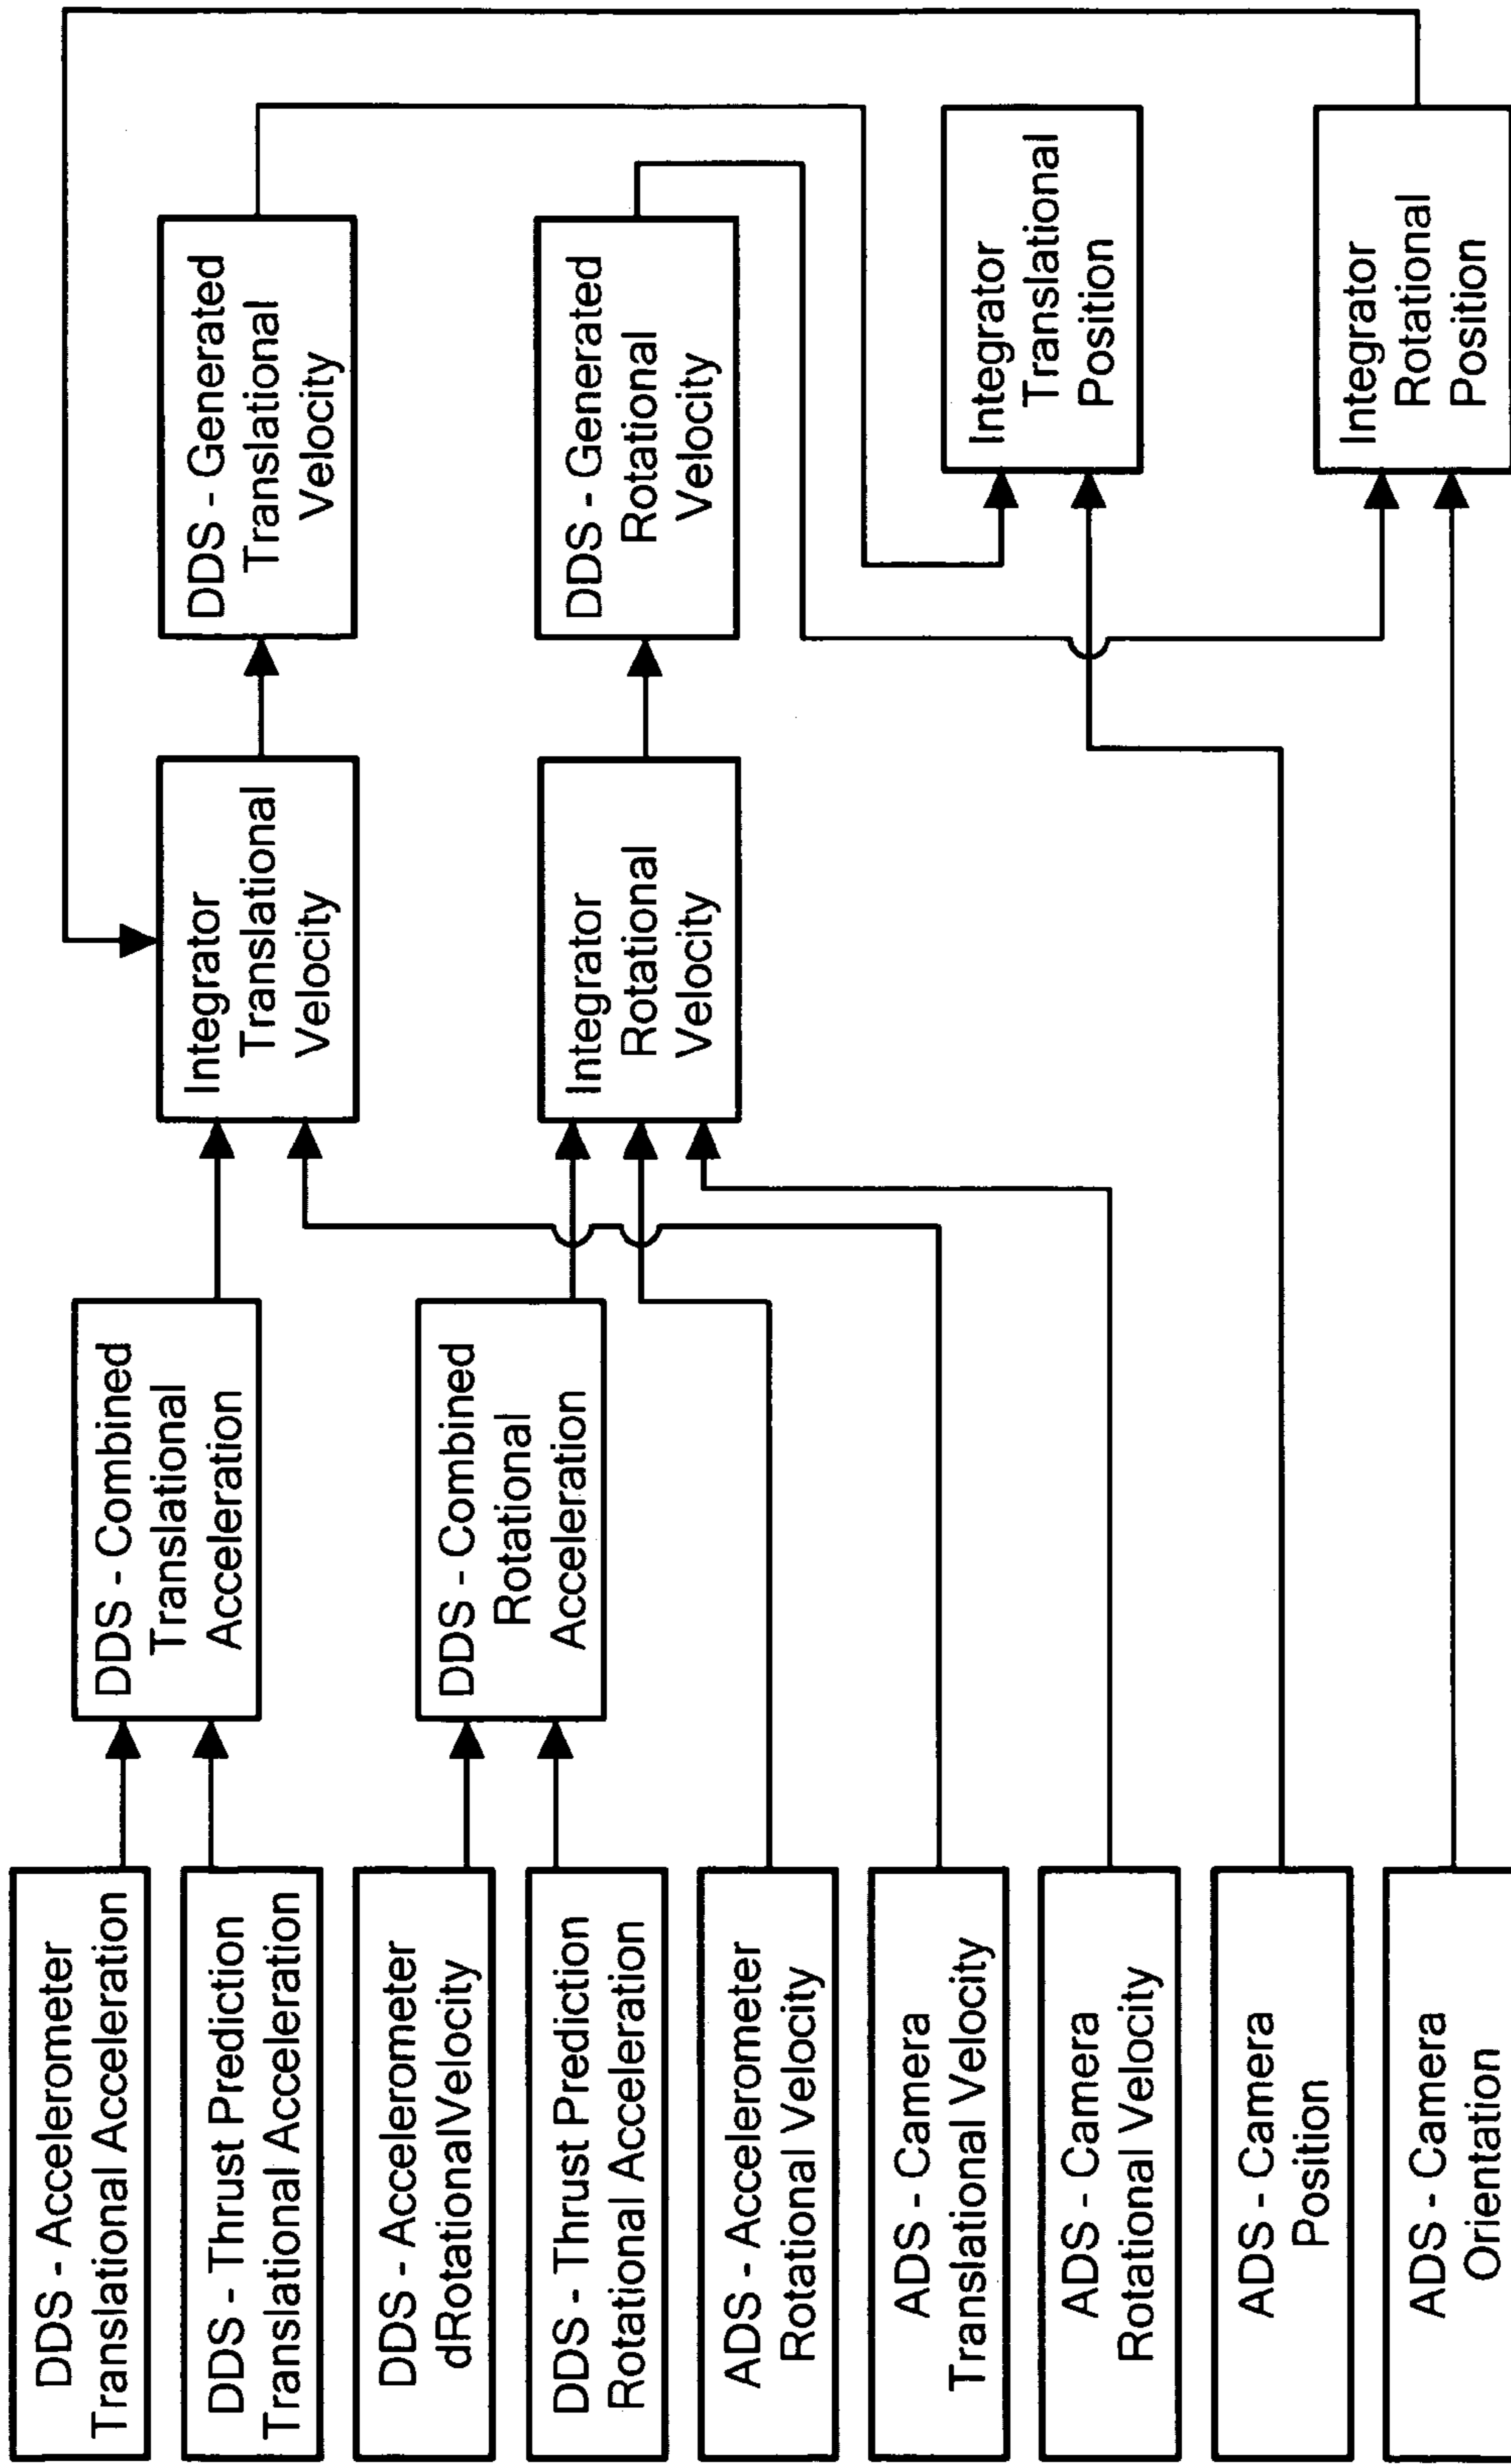 DDS - Accelerometer
Translational Acceleration
DDS - Thrust Prediction
Translational Acceleration
DDS - Accelerometer
dRotationalVelocity
DDS - Thrust Prediction
Rotational Acceleration
ADS - Accelerometer
Rotational Velocity
ADS - Camera
Translational Velocity
ADS - Camera
Rotational Velocity
ADS - Camera
Position
ADS - Camera
Orientation
DDS - Combined
Translational
Acceleration
DDS - Combined
Rotational
Acceleration
Integrator
Translational
Velocity
Integrator
Rotational
Velocity
DDS - Generated
Translational
Velocity
DDS - Generated
Rotational
Velocity
Integrator
Translational
Position
Integrator
Rotational
Position